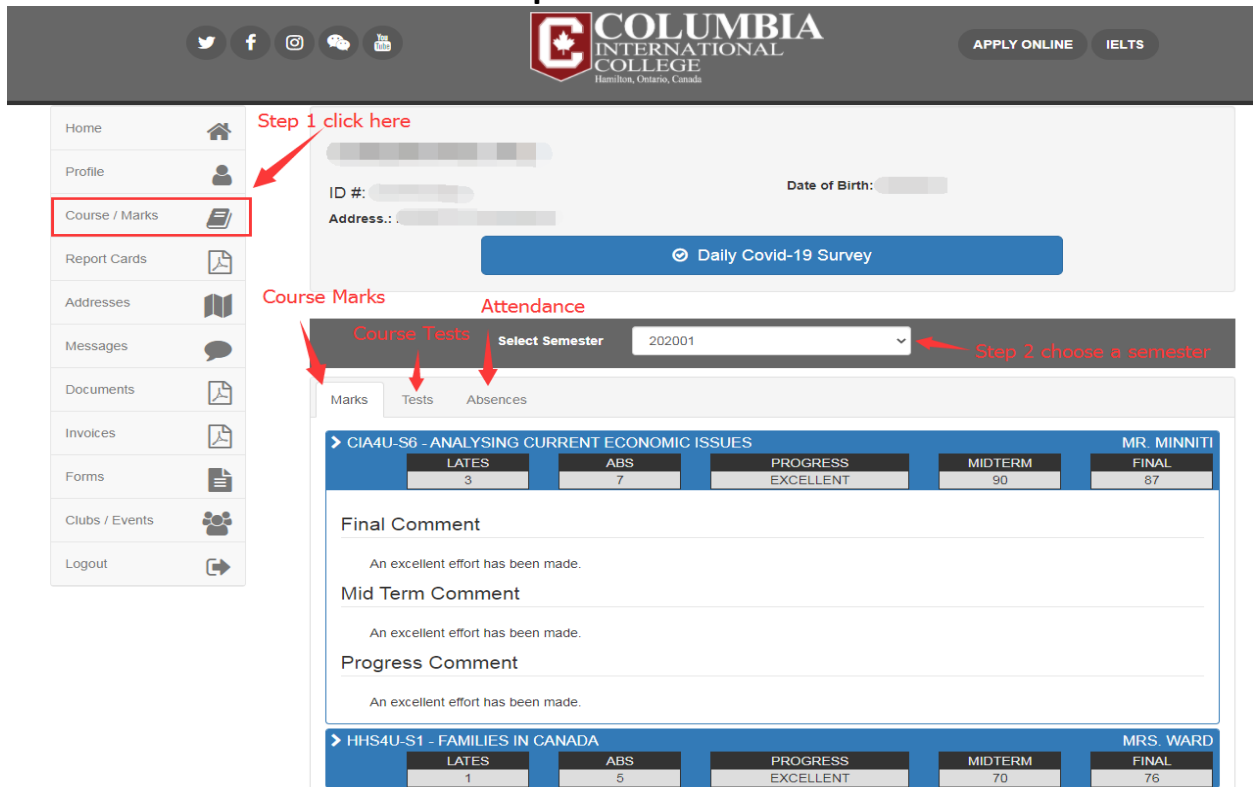 You Tube
COLUMBIA
INTERNATIONAL
COLLEGE
Hamilton, Ontario, Canada
APPLY ONLINE IELTS
Home
Profile
Course / Marks
Report Cards
Addresses
Messages
Documents
Invoices
Forms
Clubs / Events
Logout
Step 1 click here
ID #:
Date of Birth:
Address.:
Daily Covid-19 Survey
Course Marks
Attendance
Course Tests
Select Semester 202001
Step 2 choose a semester
Marks Tests Absences
CIA4U-S6 - ANALYSING CURRENT ECONOMIC ISSUES MR. MINNITI
LATES ABS PROGRESS MIDTERM FINAL
3 7 EXCELLENT 90 87
Final Comment
An excellent effort has been made.
Mid Term Comment
An excellent effort has been made.
Progress Comment
An excellent effort has been made.
HHS4U-S1 - FAMILIES IN CANADA MRS. WARD
LATES ABS PROGRESS MIDTERM FINAL
1 5 EXCELLENT 70 76